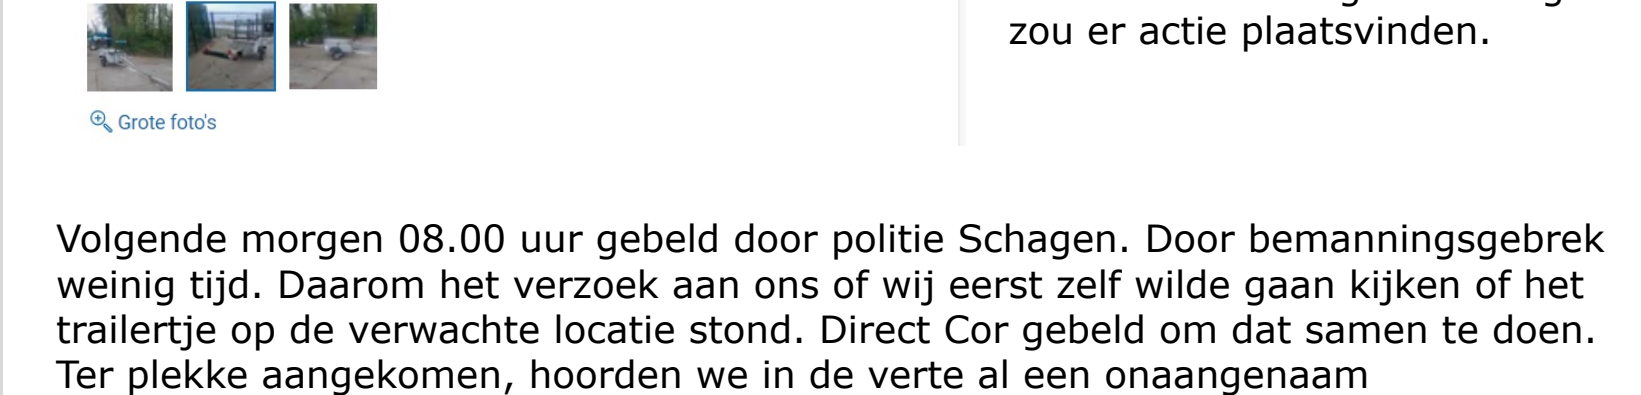 zou er actie plaatsvinden.
Grote foto's
Volgende morgen 08.00 uur gebeld door politie Schagen. Door bemanningsgebrek
weinig tijd. Daarom het verzoek aan ons of wij eerst zelf wilde gaan kijken of het
trailertje op de verwachte locatie stond. Direct Cor gebeld om dat samen te doen.
Ter plekke aangekomen, hoorden we in de verte al een onaangenaam